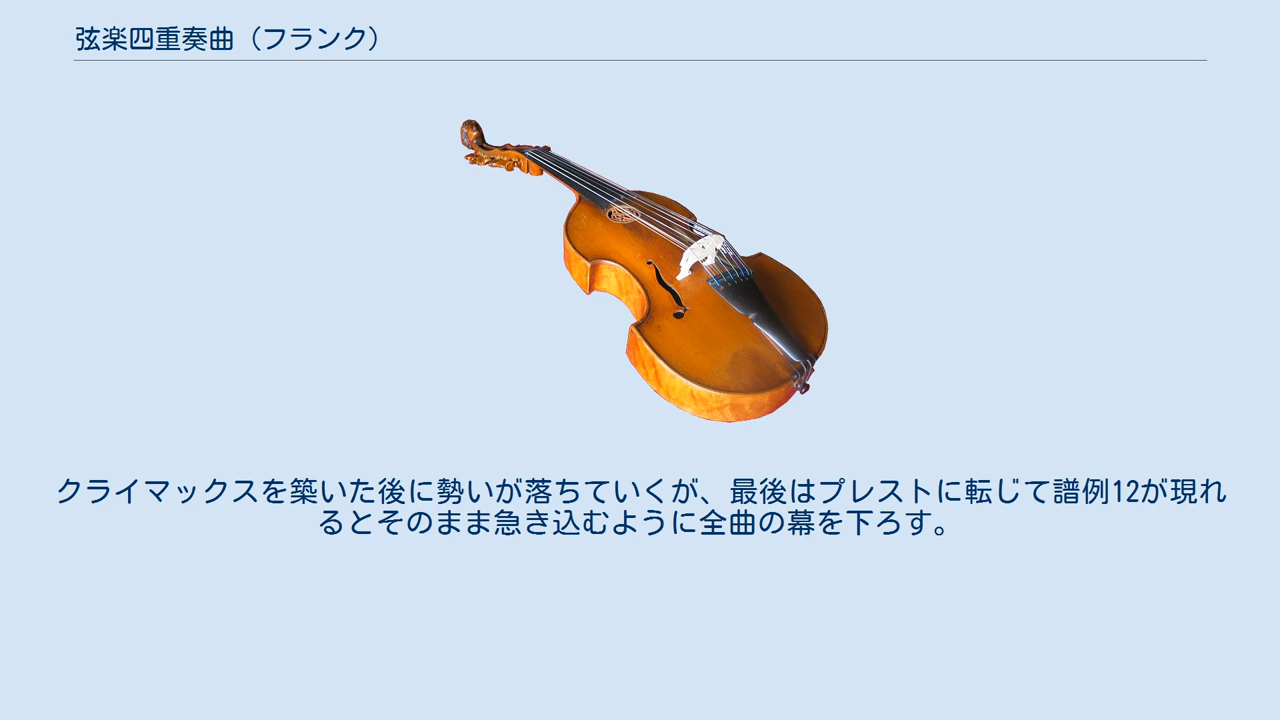 弦楽四重奏曲（フランク）
クライマックスを築いた後に勢いが落ちていくが、最後はプレストに転じて譜例12が現れ
るとそのまま急き込むように全曲の幕を下ろす。